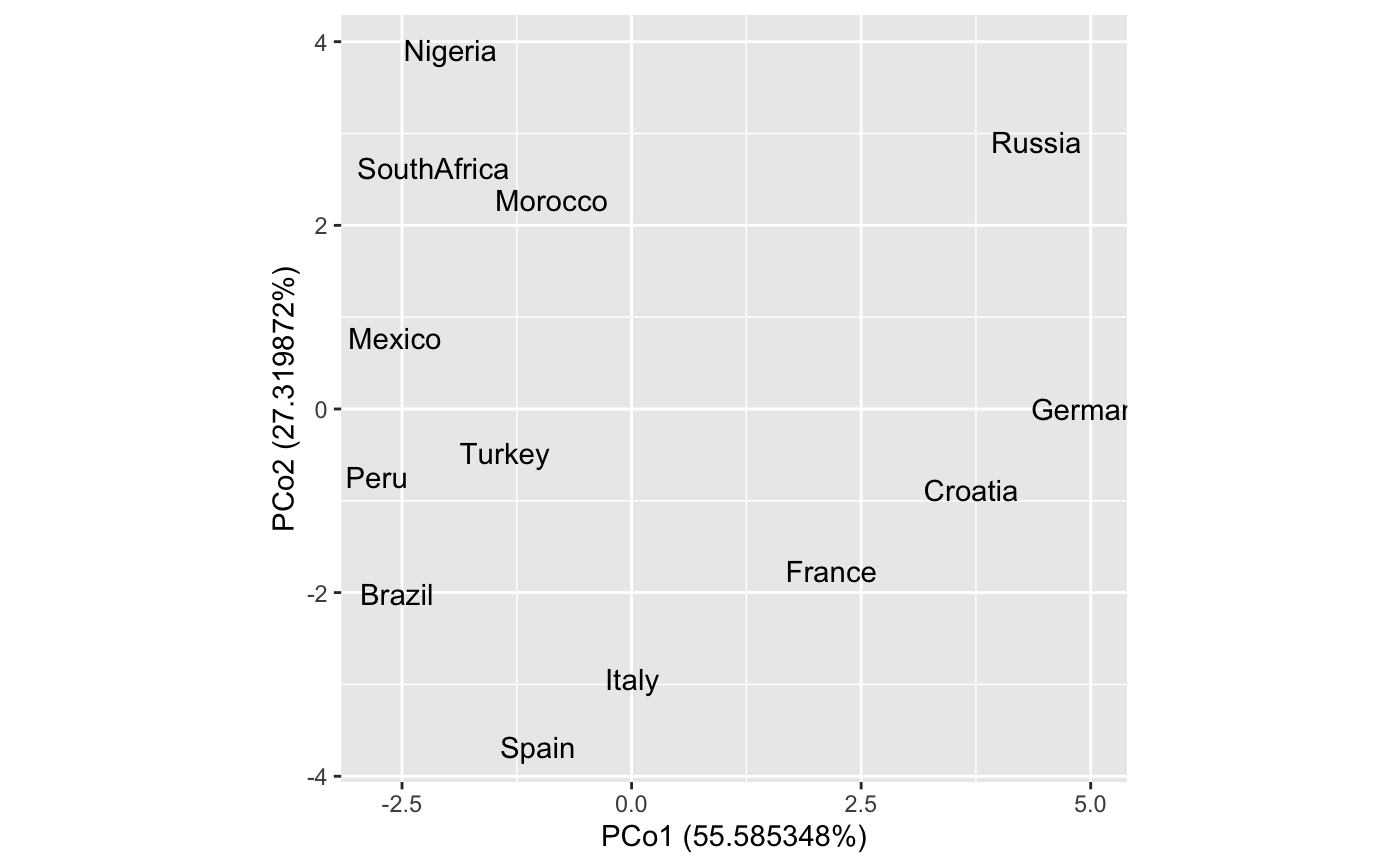 4
Nigeria
Russia
SouthAfrica
Morocco
2
Mexico
0
German
Turkey
Peru
Croatia
France
-2
Brazil
Italy
Spain
-4
-2.5
0.0
2.5
5.0
PCo1 (55.585348%)
PCo2 (27.319872%)